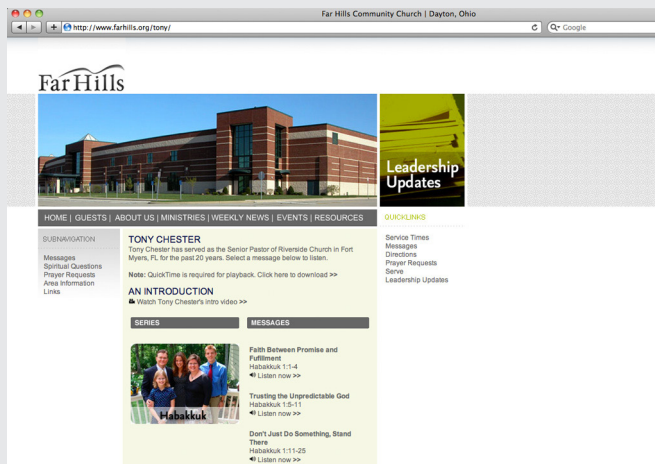 Far Hills Community Church | Dayton, Ohio
http://www.farhills.org/tony/
Google
Far Hills
Leadership
Updates
HOME | GUESTS | ABOUT US | MINISTRIES | WEEKLY NEWS | EVENTS | RESOURCES
QUICKLINKS
SUBNAVIGATION
Messages
Spiritual Questions
Prayer Requests
Area Information
Links
TONY CHESTER
Tony Chester has served as the Senior Pastor of Riverside Church in Fort
Myers, FL for the past 20 years. Select a message below to listen.
Note: QuickTime is required for playback. Click here to download >>
AN INTRODUCTION
Watch Tony Chester's intro video >>
SERIES
MESSAGES
Habakkuk
Faith Between Promise and
Fulfillment
Habakkuk 1:1-4
Listen now >>
Trusting the Unpredictable God
Habakkuk 1:5-11
Listen now >>
Don't Just Do Something, Stand
There
Habakkuk 1:11-25
Listen now >>
Service Times
Messages
Directions
Prayer Requests
Serve
Leadership Updates